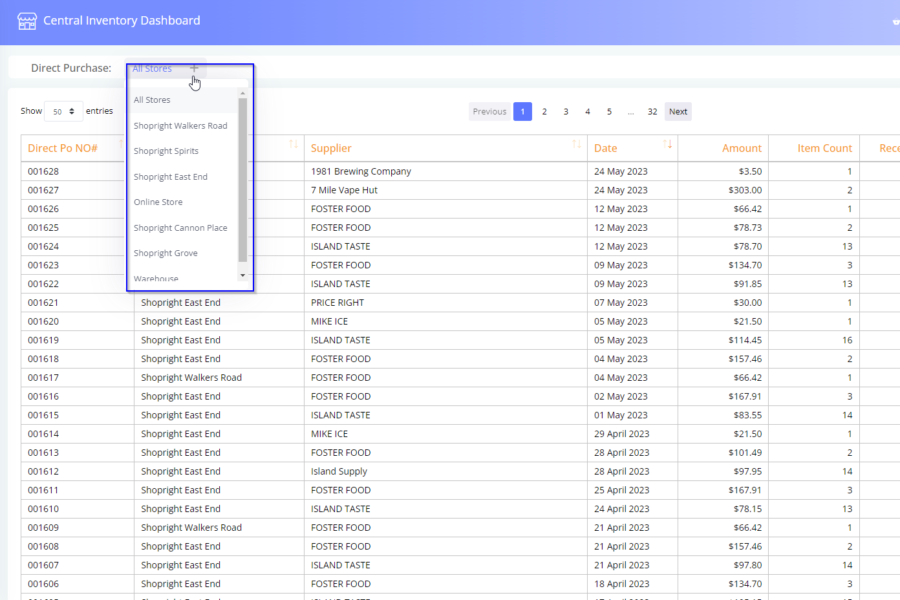 Central Inventory Dashboard
Direct Purchase: All Stores +
All Stores
Shopright Walkers Road
Shopright Spirits
Shopright East End
Online Store
Shopright Cannon Place
Shopright Grove
Warehouse
Show 50 entries
Previous 1 2 3 4 5 ... 32 Next
Direct Po NO# Supplier Date Amount Item Count Rece
001628 1981 Brewing Company 24 May 2023 $3.50 1
001627 7 Mile Vape Hut 24 May 2023 $303.00 2
001626 FOSTER FOOD 12 May 2023 $66.42 1
001625 FOSTER FOOD 12 May 2023 $78.73 2
001624 ISLAND TASTE 12 May 2023 $78.70 13
001623 FOSTER FOOD 09 May 2023 $134.70 3
001622 ISLAND TASTE 09 May 2023 $91.85 13
001621 Shopright East End PRICE RIGHT 07 May 2023 $30.00 1
001620 Shopright East End MIKE ICE 05 May 2023 $21.50 1
001619 Shopright East End ISLAND TASTE 05 May 2023 $114.45 16
001618 Shopright East End FOSTER FOOD 04 May 2023 $157.46 2
001617 Shopright Walkers Road FOSTER FOOD 04 May 2023 $66.42 1
001616 Shopright East End FOSTER FOOD 02 May 2023 $167.91 3
001615 Shopright East End ISLAND TASTE 01 May 2023 $83.55 14
001614 Shopright East End MIKE ICE 29 April 2023 $21.50 1
001613 Shopright East End FOSTER FOOD 28 April 2023 $101.49 2
001612 Shopright East End Island Supply 28 April 2023 $97.95 14
001611 Shopright East End FOSTER FOOD 25 April 2023 $167.91 3
001610 Shopright East End ISLAND TASTE 24 April 2023 $78.15 13
001609 Shopright Walkers Road FOSTER FOOD 21 April 2023 $66.42 1
001608 Shopright East End FOSTER FOOD 21 April 2023 $157.46 2
001607 Shopright East End ISLAND TASTE 21 April 2023 $97.80 14
001606 Shopright East End FOSTER FOOD 18 April 2023 $134.70 3